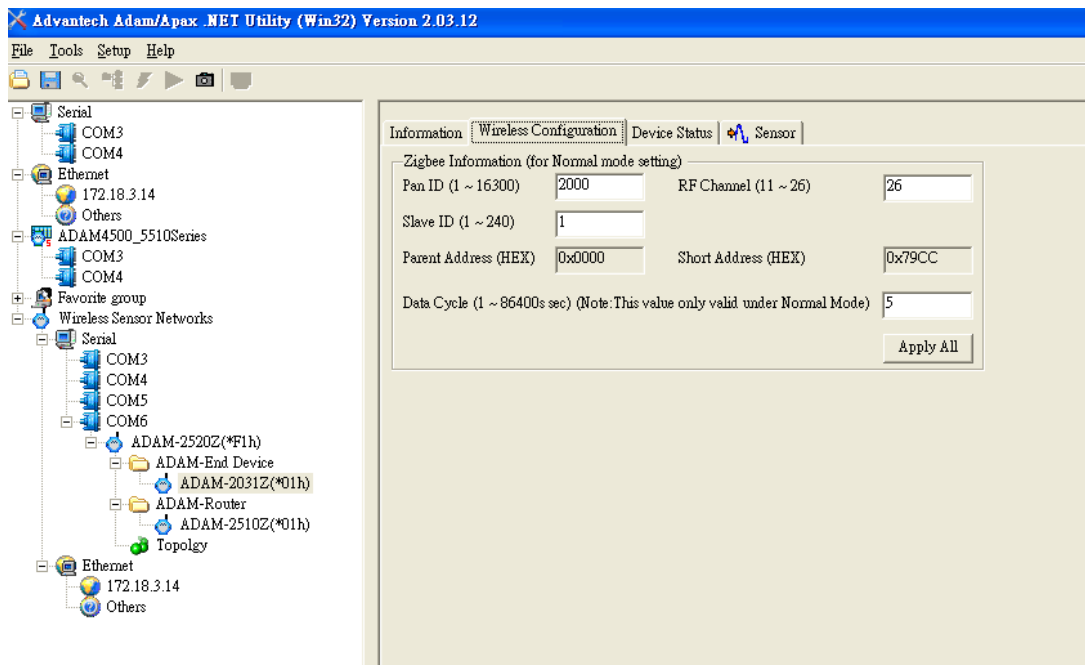 Advantech Adam/Apax .NET Utility (Win32) Version 2.03.12
File Tools Setup Help
Serial
COM3
COM4
Ethernet
172.18.3.14
Others
ADAM4500_5510Series
COM3
COM4
Favorite group
Wireless Sensor Networks
Serial
COM3
COM4
COM5
COM6
ADAM-2520Z(*F1h)
ADAM-End Device
ADAM-2031Z(*01h)
ADAM-Router
ADAM-2510Z(*01h)
Topolgy
Ethernet
172.18.3.14
Others
Information Wireless Configuration Device Status Sensor
Zigbee Information (for Normal mode setting)
Pan ID (1 ~ 16300) 2000 RF Channel (11 ~ 26) 26
Slave ID (1 ~ 240) 1
Parent Address (HEX) 0x0000 Short Address (HEX) 0x79CC
Data Cycle (1 ~ 86400s sec) (Note:This value only valid under Normal Mode) 5
Apply All